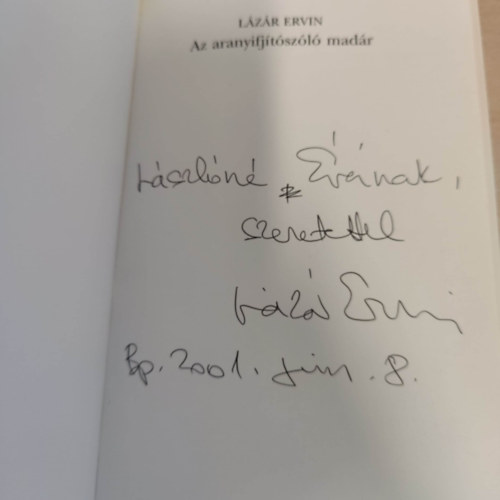 LÁZÁR ERVIN
Az aranyifjítószóló madár
Lászlóné Évának,
szeretettel
Lázár Ervin
Bp. 2001. jún. 8.